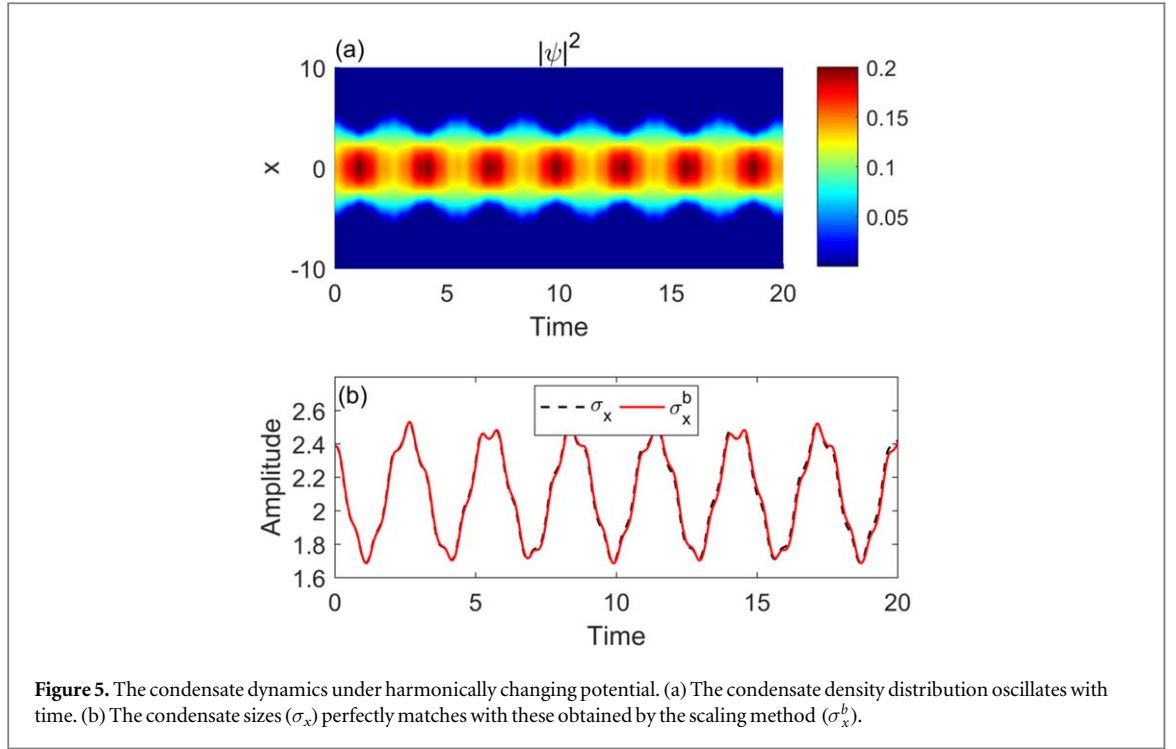 (a)
|ψ|²
10
0
-10
x
0 5 10 15 20
Time
0.2
0.15
0.1
0.05
(b)
σx σx^b
2.6
2.4
2.2
2
1.8
1.6
Amplitude
0 5 10 15 20
Time
Figure 5. The condensate dynamics under harmonically changing potential. (a) The condensate density distribution oscillates with
time. (b) The condensate sizes (σx) perfectly matches with these obtained by the scaling method (σx^b).